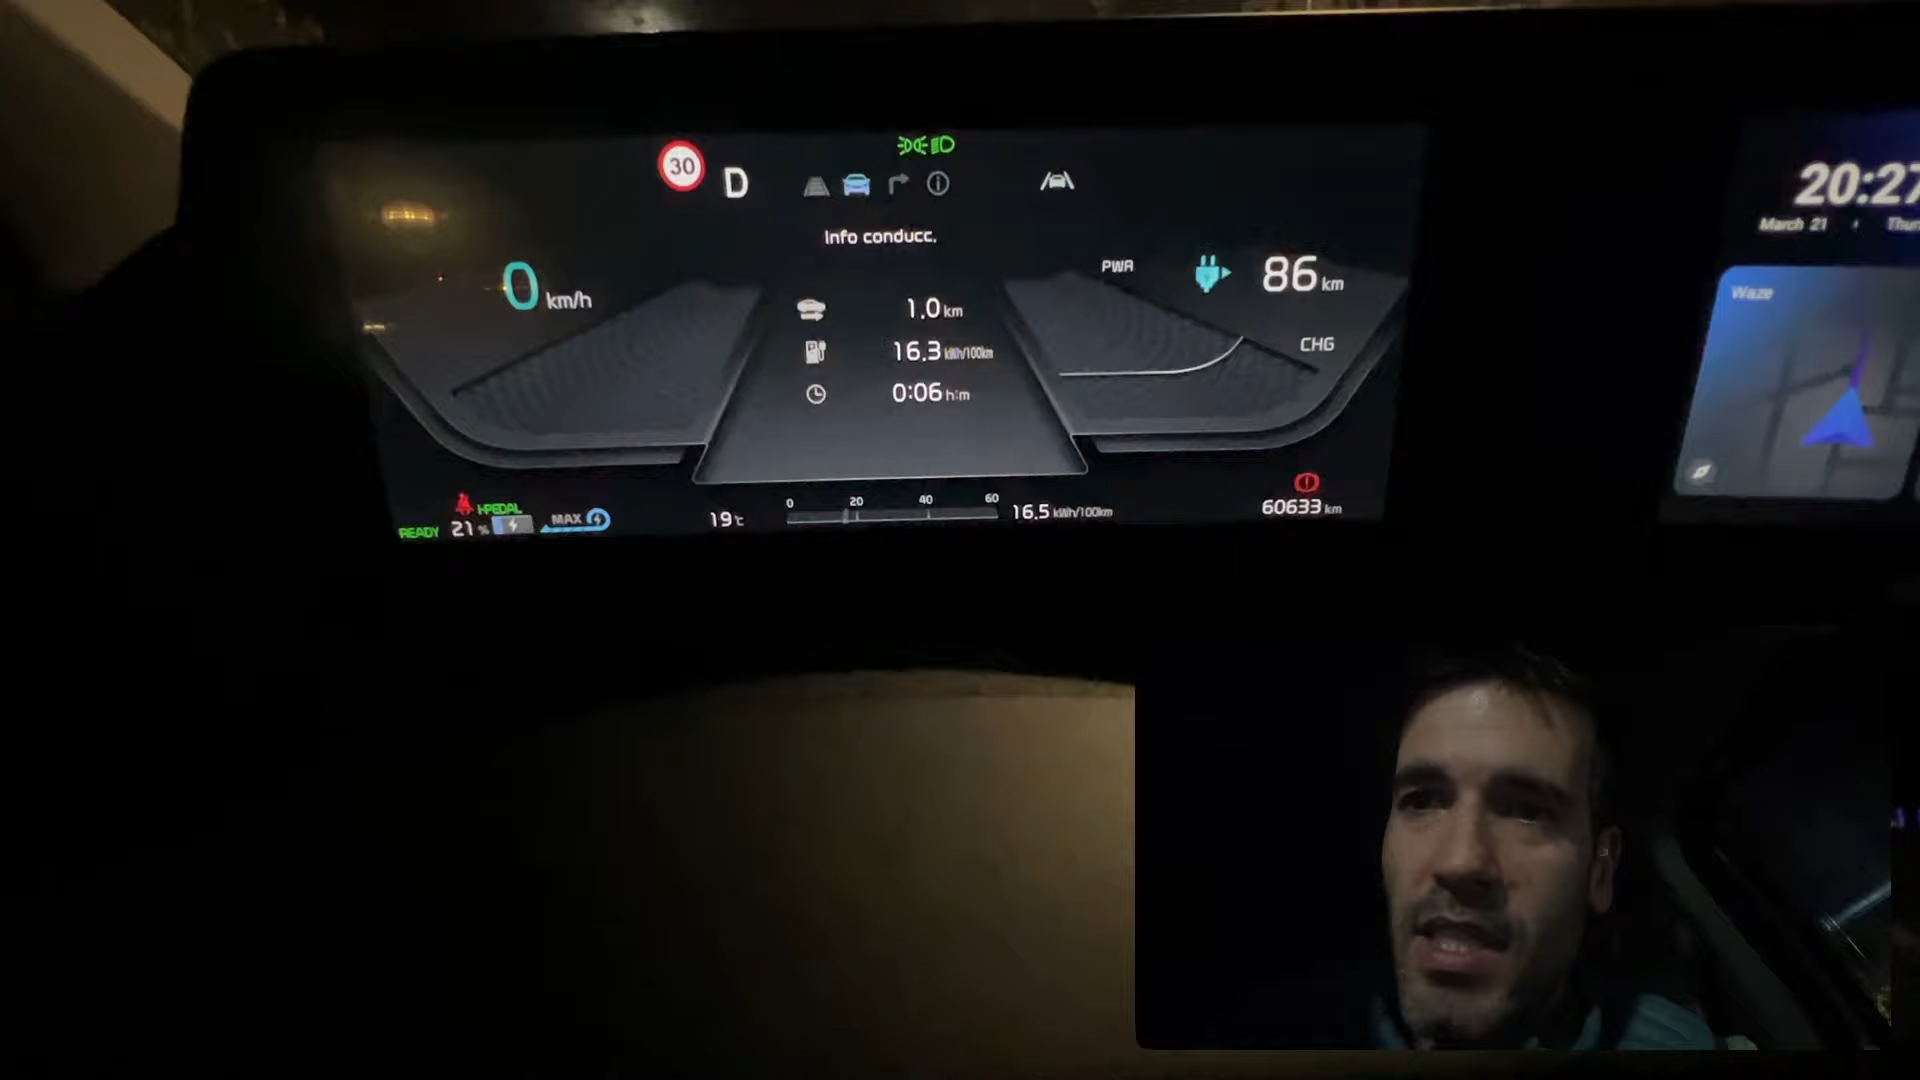 30
D
20:27
March 21
Thur
Info conducc.
0 km/h
PWR
86 km
CHG
Waze
1.0 km
16.3 kWh/100km
0:06 h:m
i-PEDAL
READY
21 %
MAX
19 °C
0 20 40 60
16.5 kWh/100km
60633 km